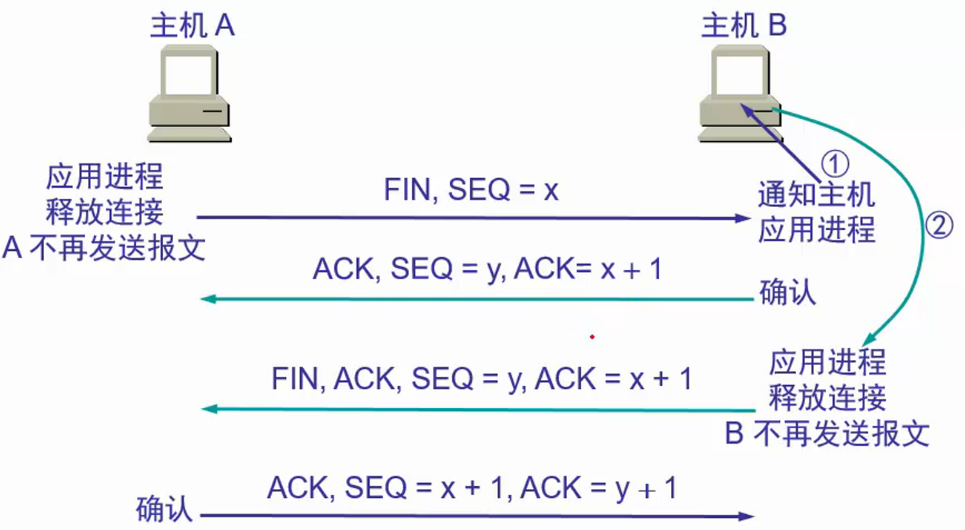 主机 A
主机 B
应用进程
释放连接
A 不再发送报文
FIN, SEQ = x
①
通知主机
应用进程
②
ACK, SEQ = y, ACK= x + 1
确认
FIN, ACK, SEQ = y, ACK = x + 1
应用进程
释放连接
B 不再发送报文
确认
ACK, SEQ = x + 1, ACK = y + 1